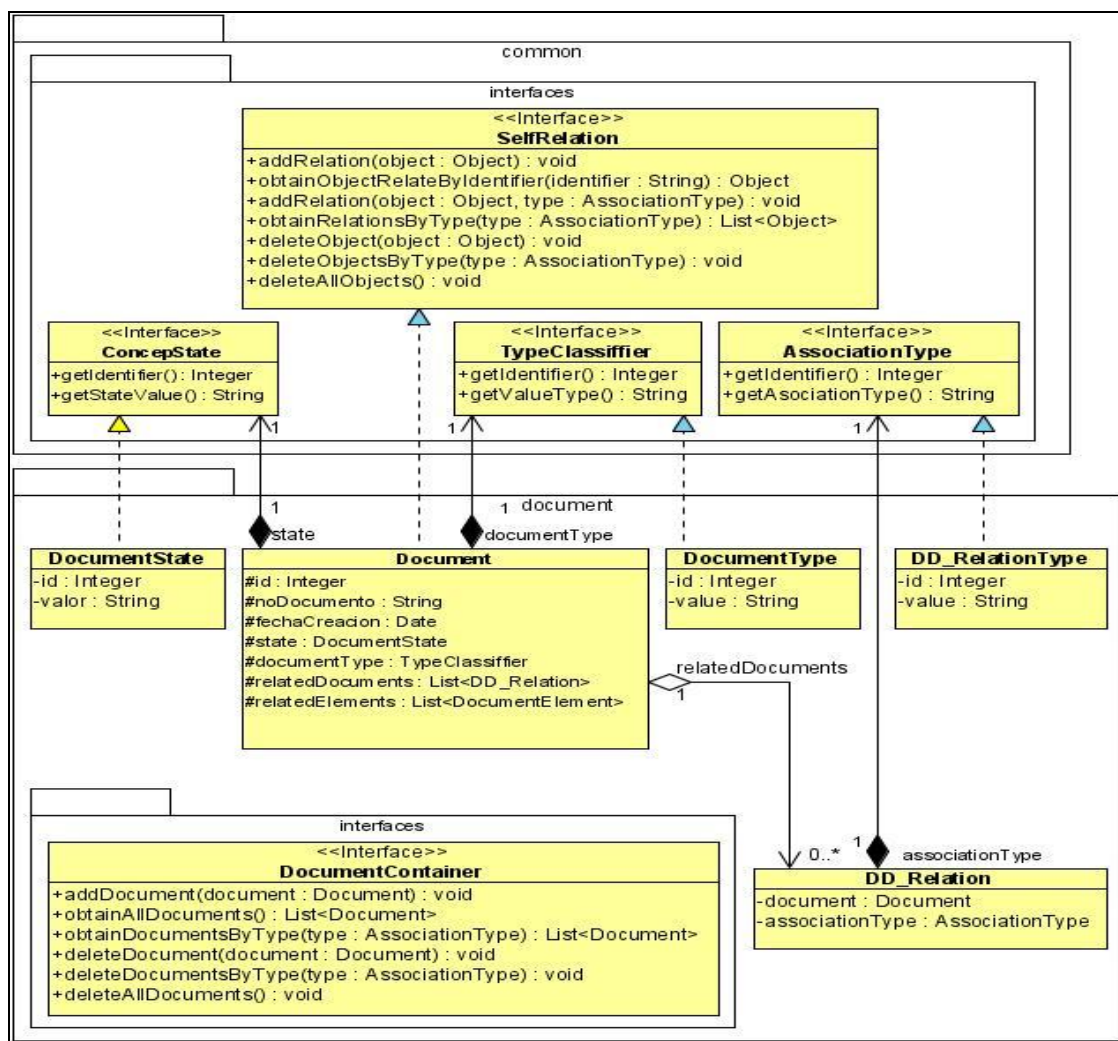 common
interfaces
<<Interface>>
SelfRelation
+addRelation(object : Object) : void
+obtainObjectRelateByIdentifier(identifier : String) : Object
+addRelation(object : Object, type : AssociationType) : void
+obtainRelationsByType(type : AssociationType) : List<Object>
+deleteObject(object : Object) : void
+deleteObjectsByType(type : AssociationType) : void
+deleteAllObjects() : void
<<Interface>>
ConcepState
+getIdentifier() : Integer
+getStateValue() : String
<<Interface>>
TypeClassiffier
+getIdentifier() : Integer
+getValueType() : String
<<Interface>>
AssociationType
+getIdentifier() : Integer
+getAsociationType() : String
1
1
1
document
1
state
1
documentType
DocumentState
-id : Integer
-valor : String
Document
#id : Integer
#noDocumento : String
#fechaCreacion : Date
#state : DocumentState
#documentType : TypeClassiffier
#relatedDocuments : List<DD_Relation>
#relatedElements : List<DocumentElement>
DocumentType
-id : Integer
-value : String
DD_RelationType
-id : Integer
-value : String
relatedDocuments
1
0..*
1
associationType
DD_Relation
-document : Document
-associationType : AssociationType
interfaces
<<Interface>>
DocumentContainer
+addDocument(document : Document) : void
+obtainAllDocuments() : List<Document>
+obtainDocumentsByType(type : AssociationType) : List<Document>
+deleteDocument(document : Document) : void
+deleteDocumentsByType(type : AssociationType) : void
+deleteAllDocuments() : void